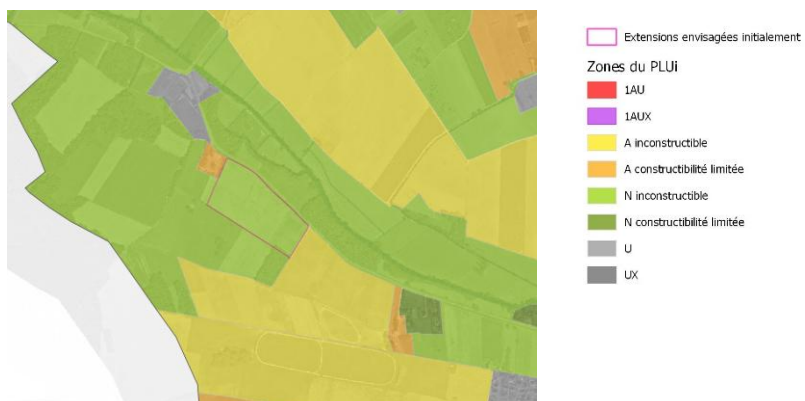 Extensions envisagées initialement
Zones du PLUi
1AU
1AUX
A inconstructible
A constructibilité limitée
N inconstructible
N constructibilité limitée
U
UX